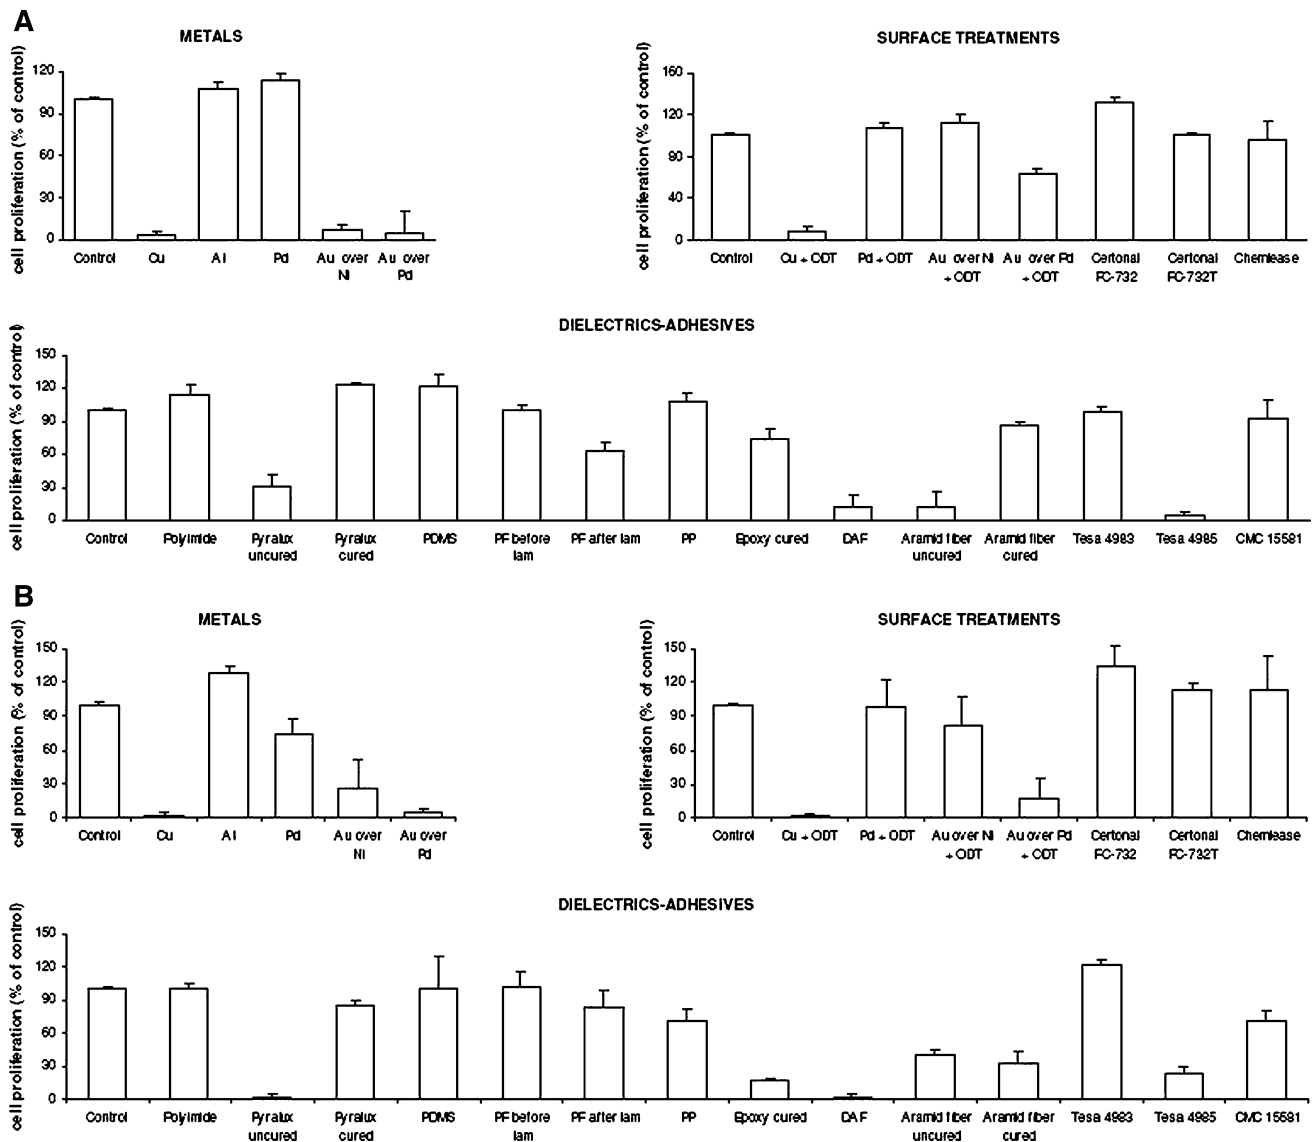 A
METALS
cell proliferation (% of control)
120
90
60
30
0
Control Cu Al Pd Au over Ni Au over Pd
SURFACE TREATMENTS
cell proliferation (% of control)
160
120
80
40
0
Control Cu + ODT Pd + ODT Au over Ni + ODT Au over Pd + ODT Certonal FC-732 Certonal FC-732T Chemlease
DIELECTRICS-ADHESIVES
cell proliferation (% of control)
150
120
90
60
30
0
Control Polyimide Pyralux uncured Pyralux cured PDMS PF before lam PF after lam PP Epoxy cured DAF Aramid fiber uncured Aramid fiber cured Tesa 4983 Tesa 4985 CMC 15581
B
METALS
cell proliferation (% of control)
150
120
90
60
30
0
Control Cu Al Pd Au over Ni Au over Pd
SURFACE TREATMENTS
cell proliferation (% of control)
150
120
90
60
30
0
Control Cu + ODT Pd + ODT Au over Ni + ODT Au over Pd + ODT Certonal FC-732 Certonal FC-732T Chemlease
DIELECTRICS-ADHESIVES
cell proliferation (% of control)
150
120
90
60
30
0
Control Polyimide Pyralux uncured Pyralux cured PDMS PF before lam PF after lam PP Epoxy cured DAF Aramid fiber uncured Aramid fiber cured Tesa 4983 Tesa 4985 CMC 15581